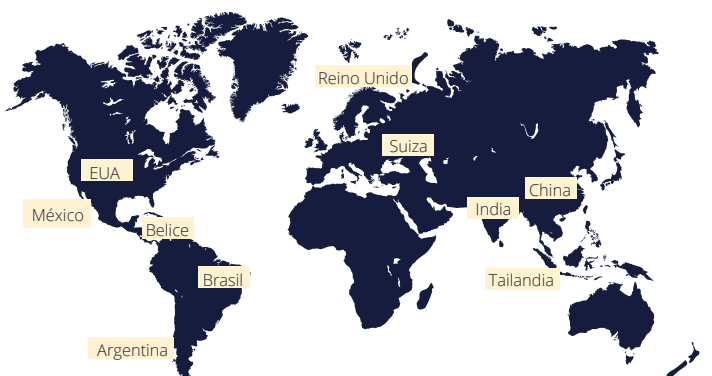 Reino Unido
Suiza
EUA
China
México
India
Belice
Brasil
Tailandia
Argentina